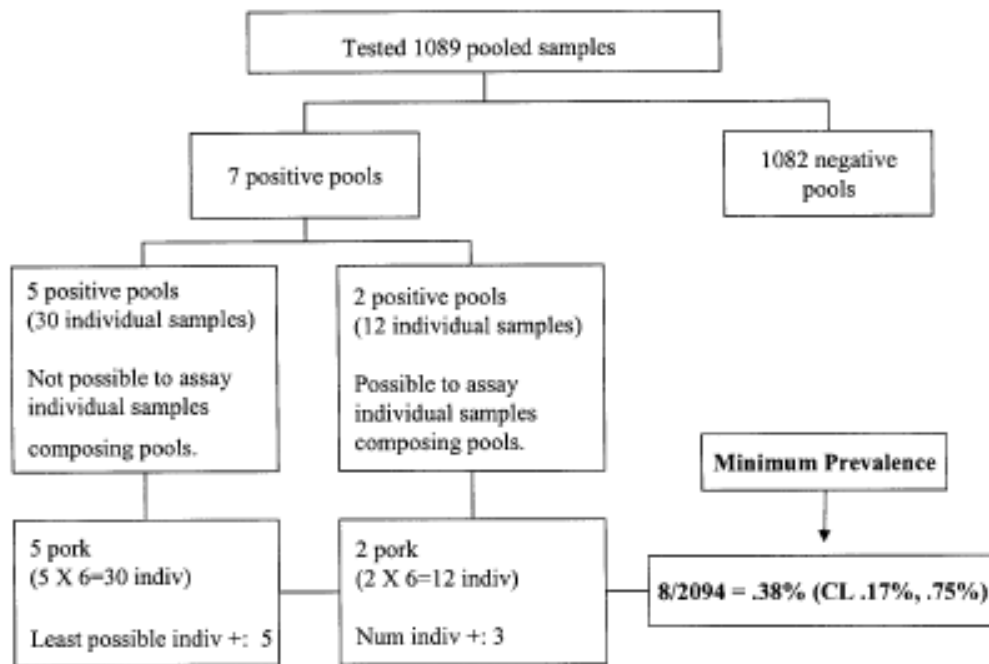 Tested 1089 pooled samples
7 positive pools
1082 negative
pools
5 positive pools
(30 individual samples)
Not possible to assay
individual samples
composing pools.
2 positive pools
(12 individual samples)
Possible to assay
individual samples
composing pools.
Minimum Prevalence
5 pork
(5 X 6=30 indiv)
Least possible indiv +: 5
2 pork
(2 X 6=12 indiv)
Num indiv +: 3
8/2094 = .38% (CL .17%, .75%)